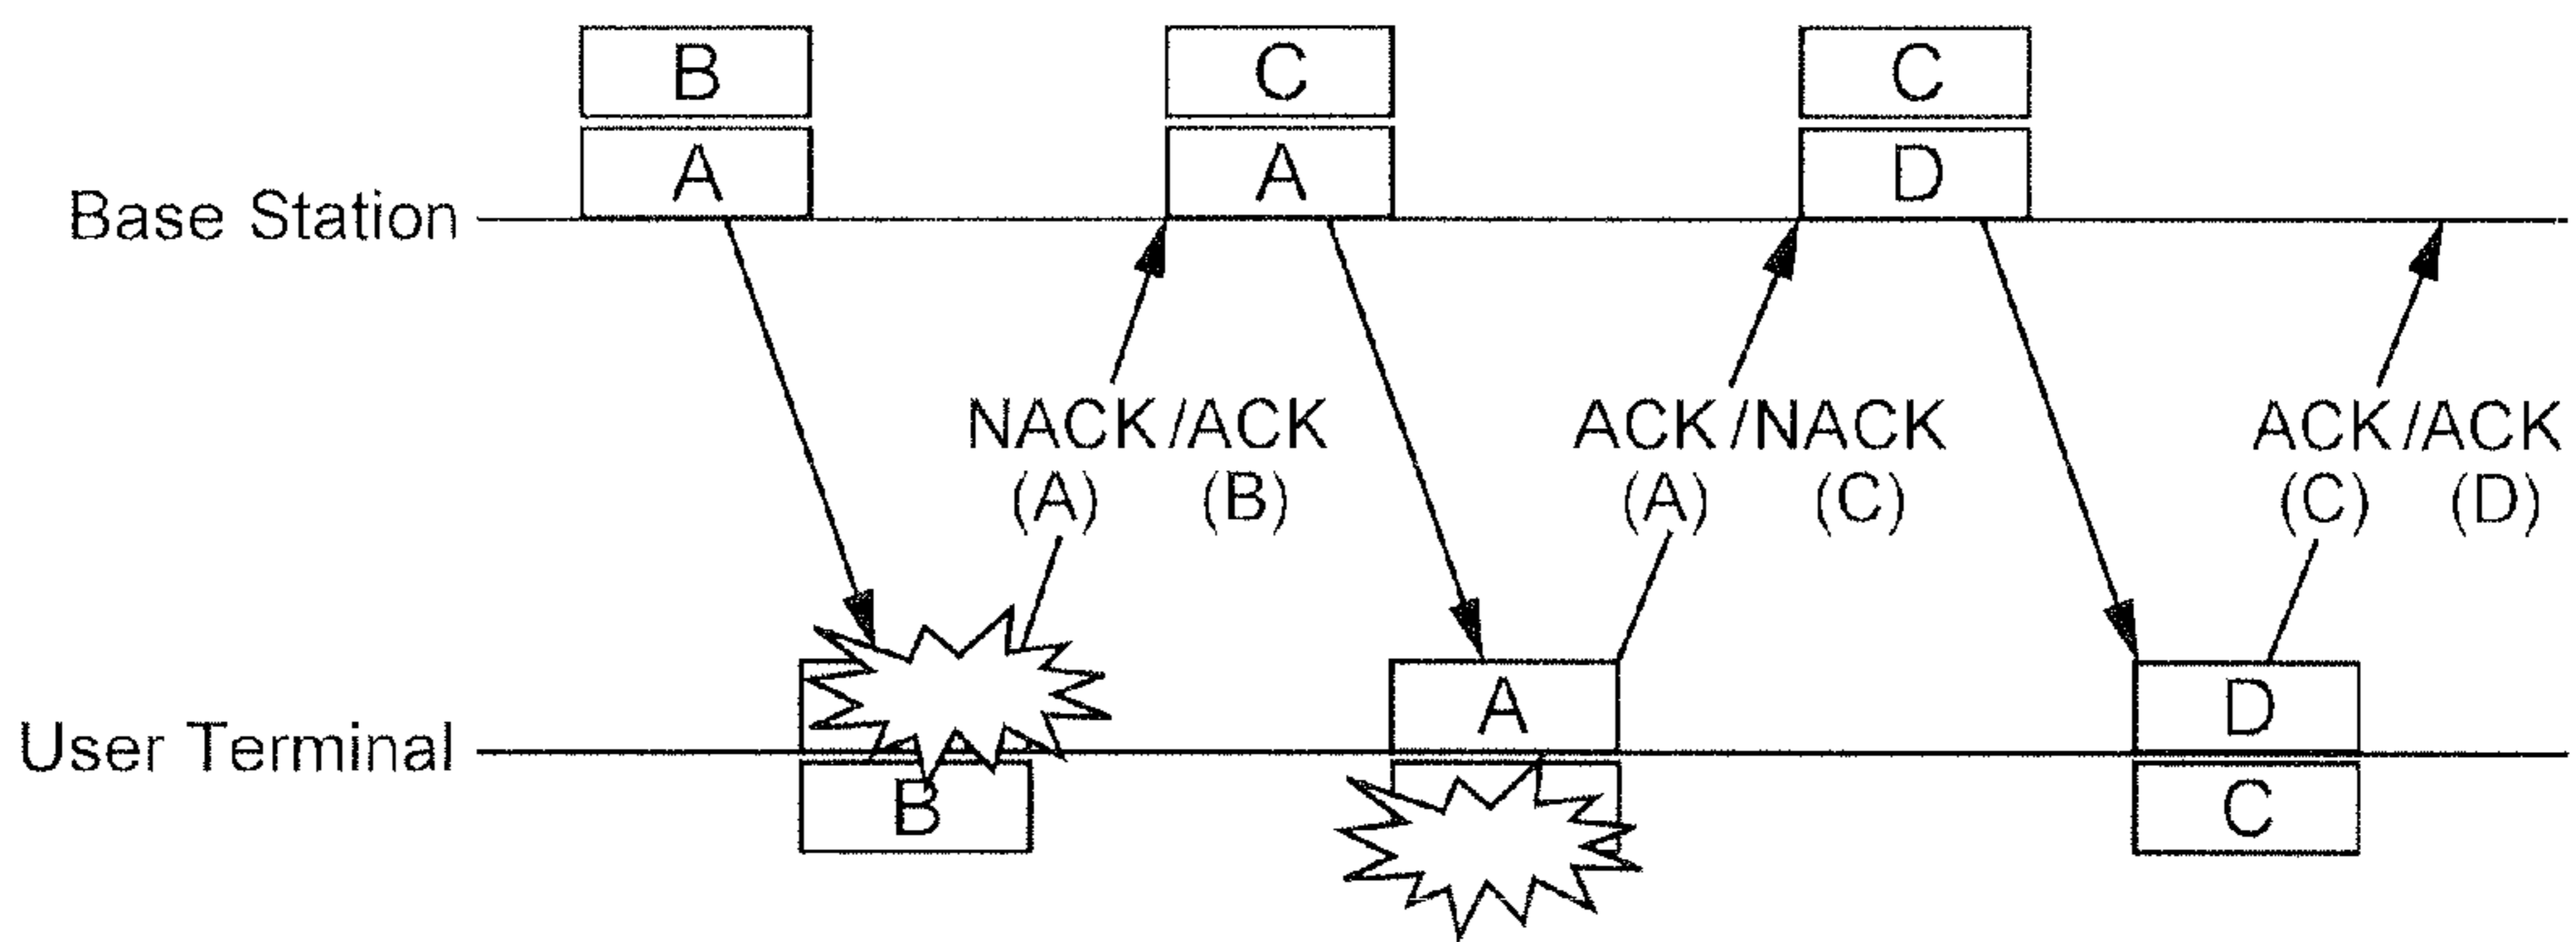 B C C
A A D
Base Station
NACK/ACK ACK/NACK ACK/ACK
(A) (B) (A) (C) (C) (D)
A D
User Terminal
B C